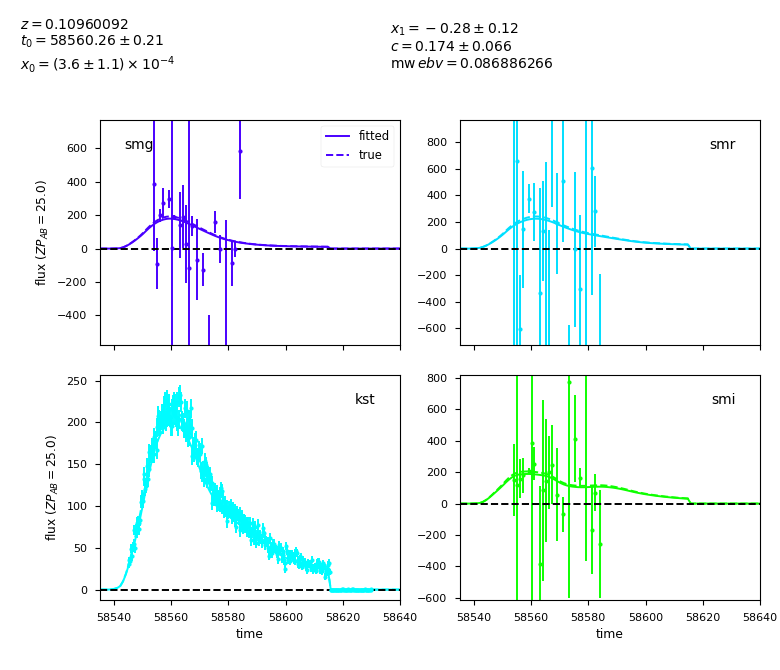 z = 0.10960092
t₀ = 58560.26 ± 0.21
x₀ = (3.6 ± 1.1) × 10⁻⁴
x₁ = −0.28 ± 0.12
c = 0.174 ± 0.066
mw ebv = 0.086886266
smg
fitted
true
600
400
200
0
−200
−400
flux (ZP_AB = 25.0)
smr
800
600
400
200
0
−200
−400
−600
kst
250
200
150
100
50
0
flux (ZP_AB = 25.0)
58540 58560 58580 58600 58620 58640
time
smi
800
600
400
200
0
−200
−400
−600
58540 58560 58580 58600 58620 58640
time